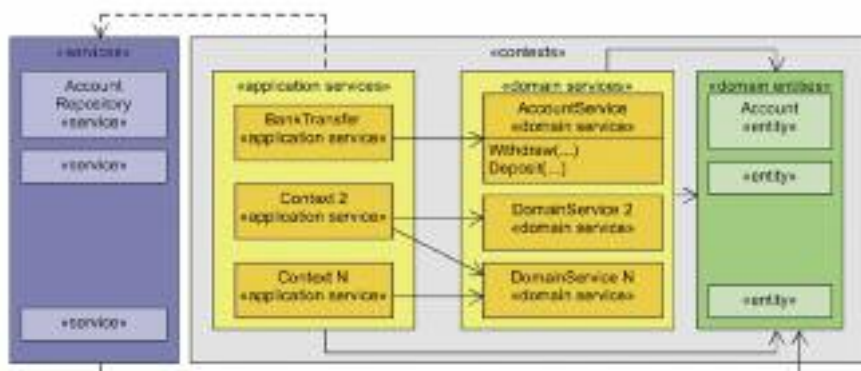 «services»
Account
Repository
«service»
«service»
«service»
«contexts»
«application services»
BankTransfer
«application service»
Context 2
«application service»
Context N
«application service»
«domain services»
AccountService
«domain service»
Withdraw(...)
Deposit(...)
DomainService 2
«domain service»
DomainService N
«domain service»
«domain entities»
Account
«entity»
«entity»
«entity»